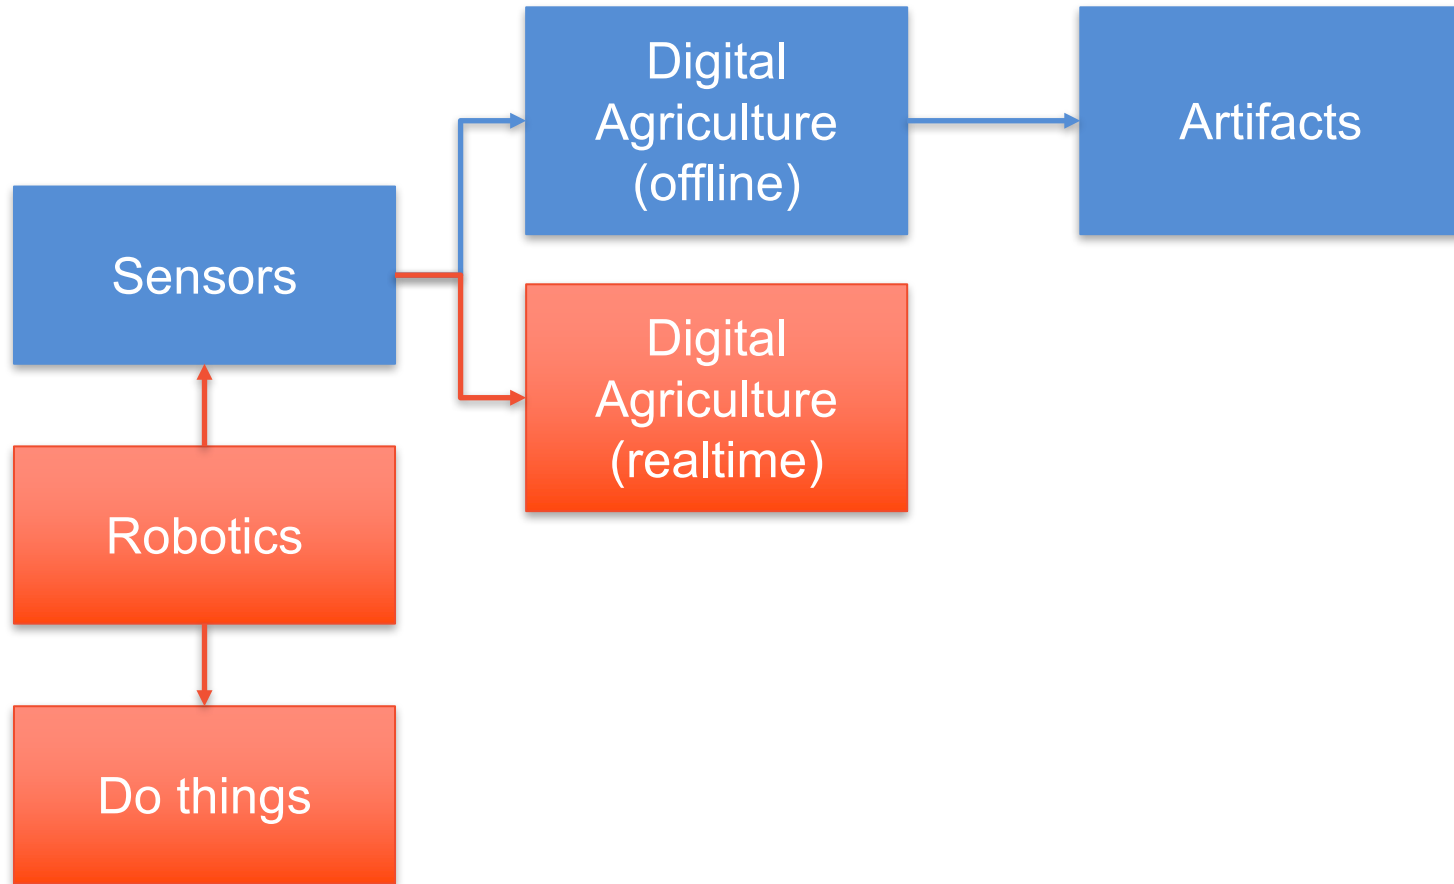 Digital
Agriculture
(offline)
Artifacts
Sensors
Digital
Agriculture
(realtime)
Robotics
Do things